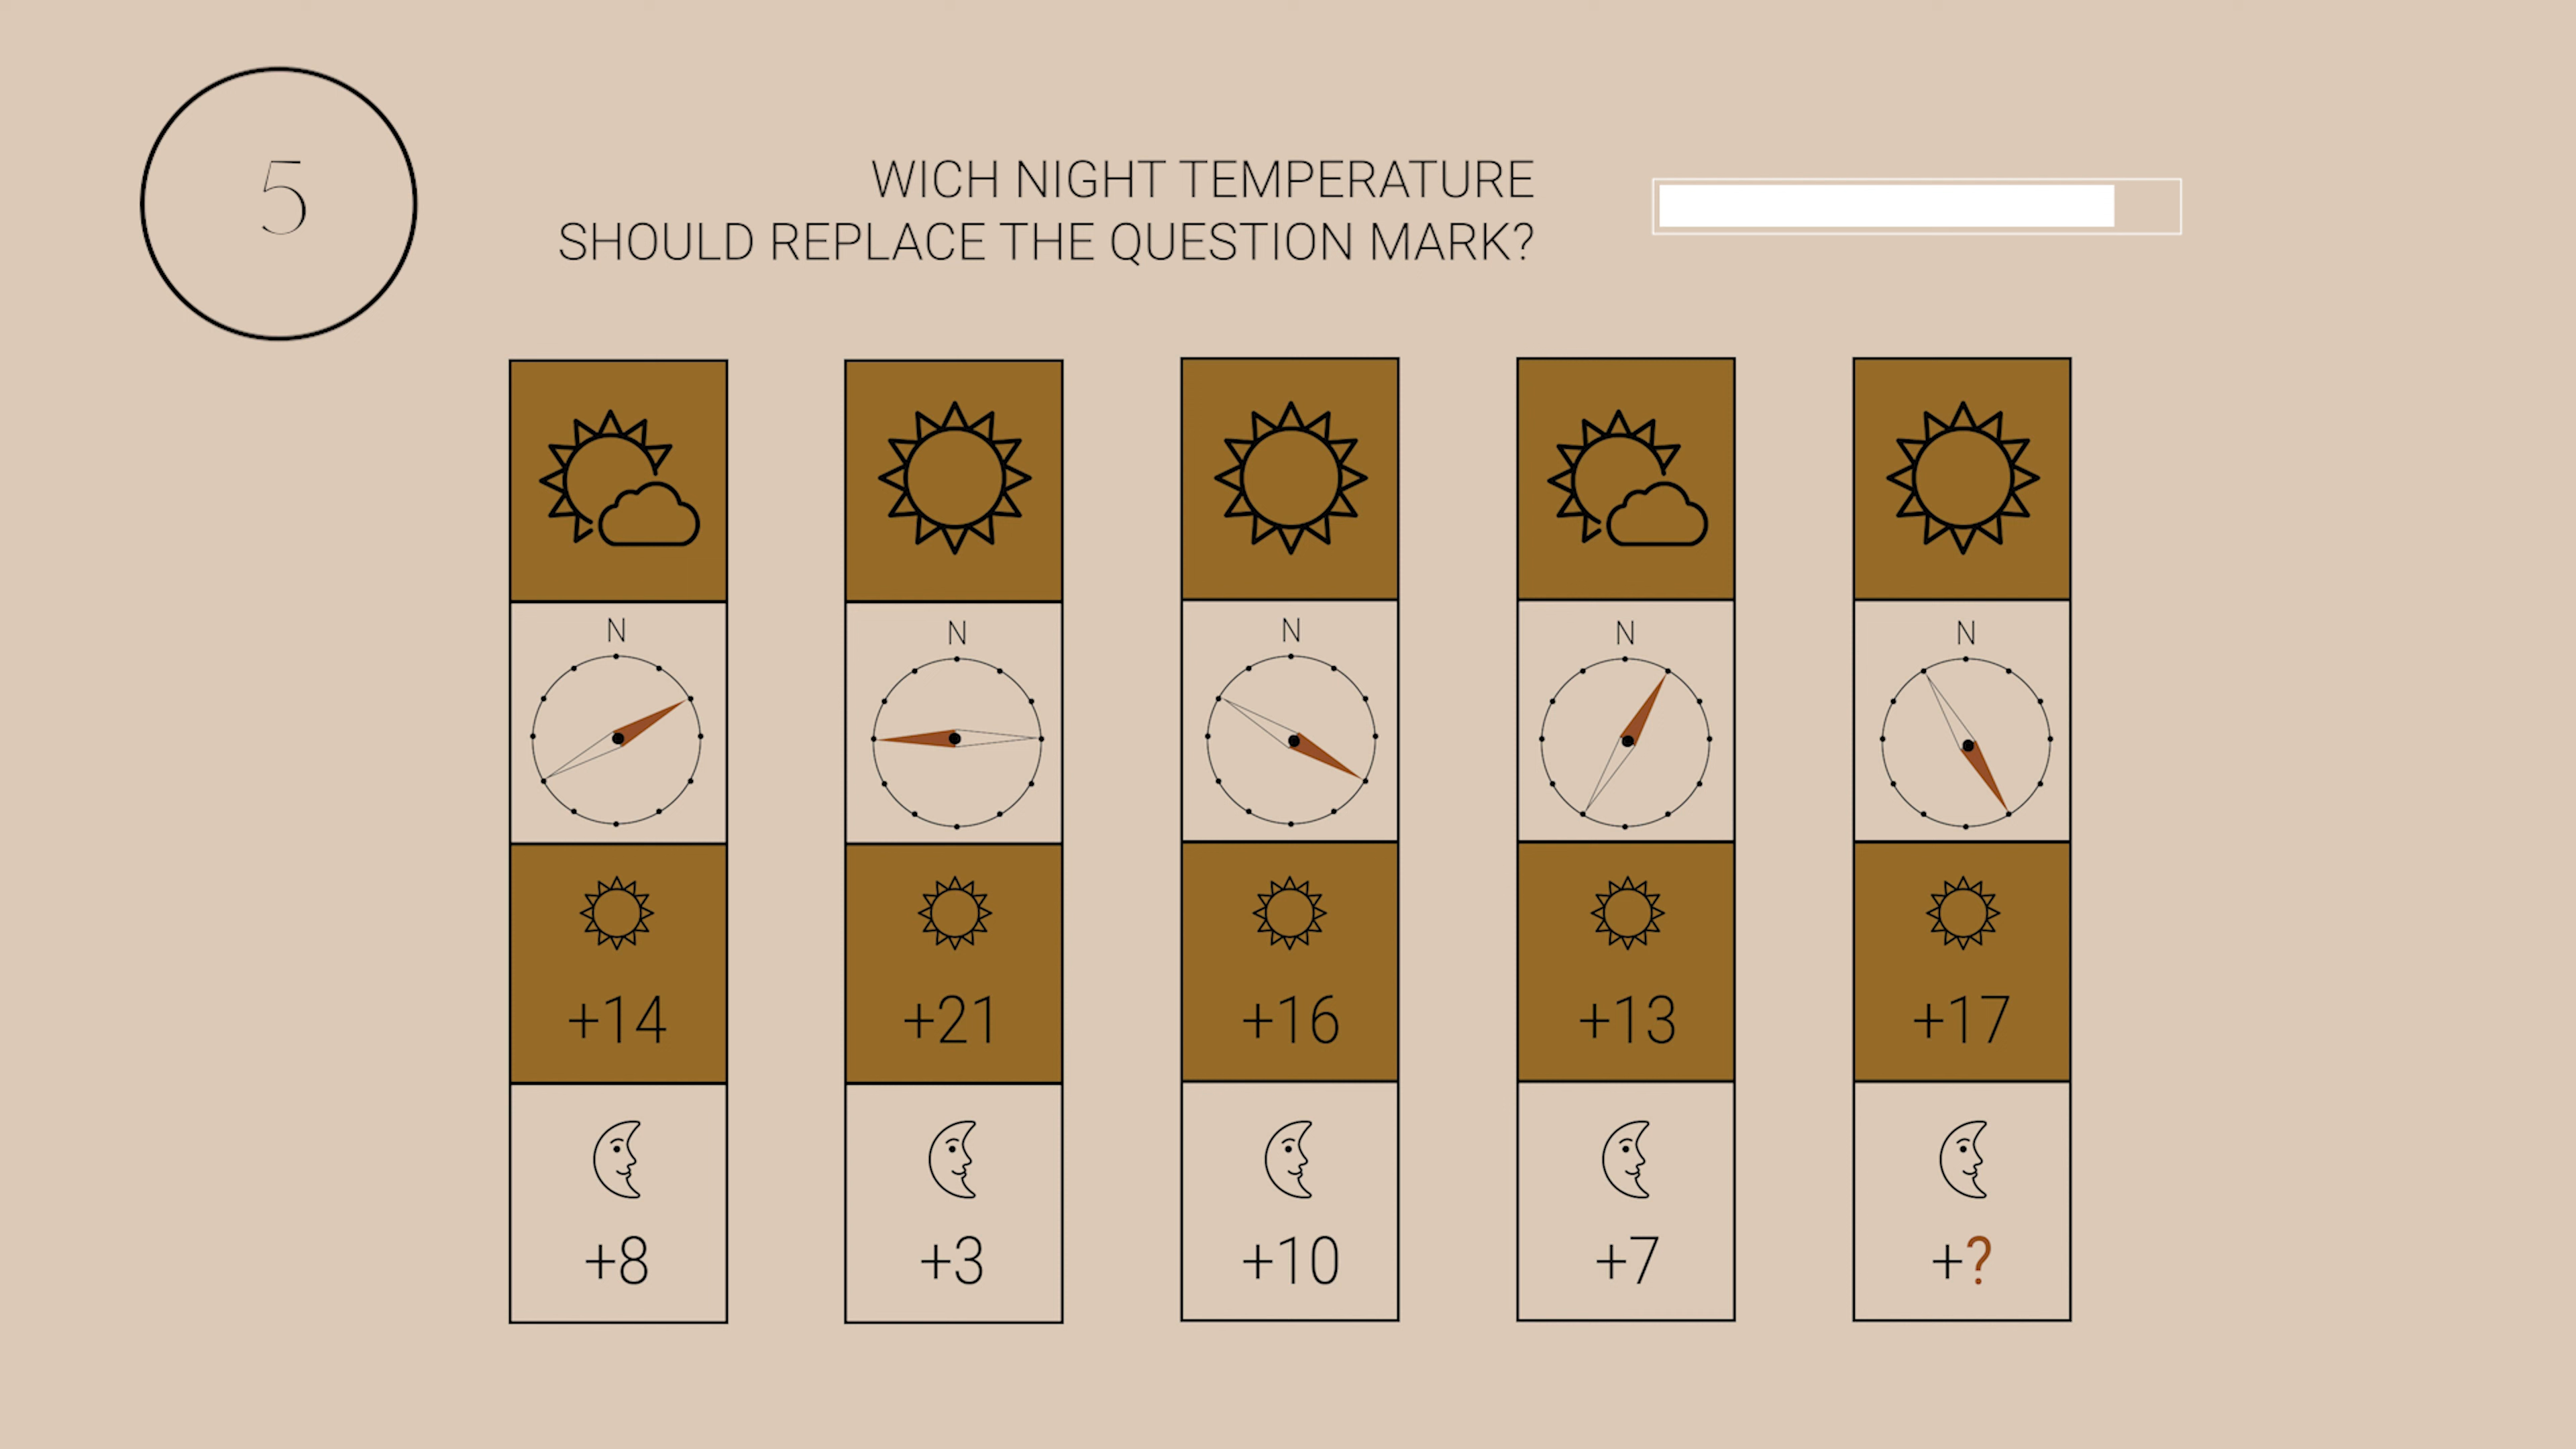 5
WICH NIGHT TEMPERATURE
SHOULD REPLACE THE QUESTION MARK?
N N N N N
+14 +21 +16 +13 +17
+8 +3 +10 +7 +?